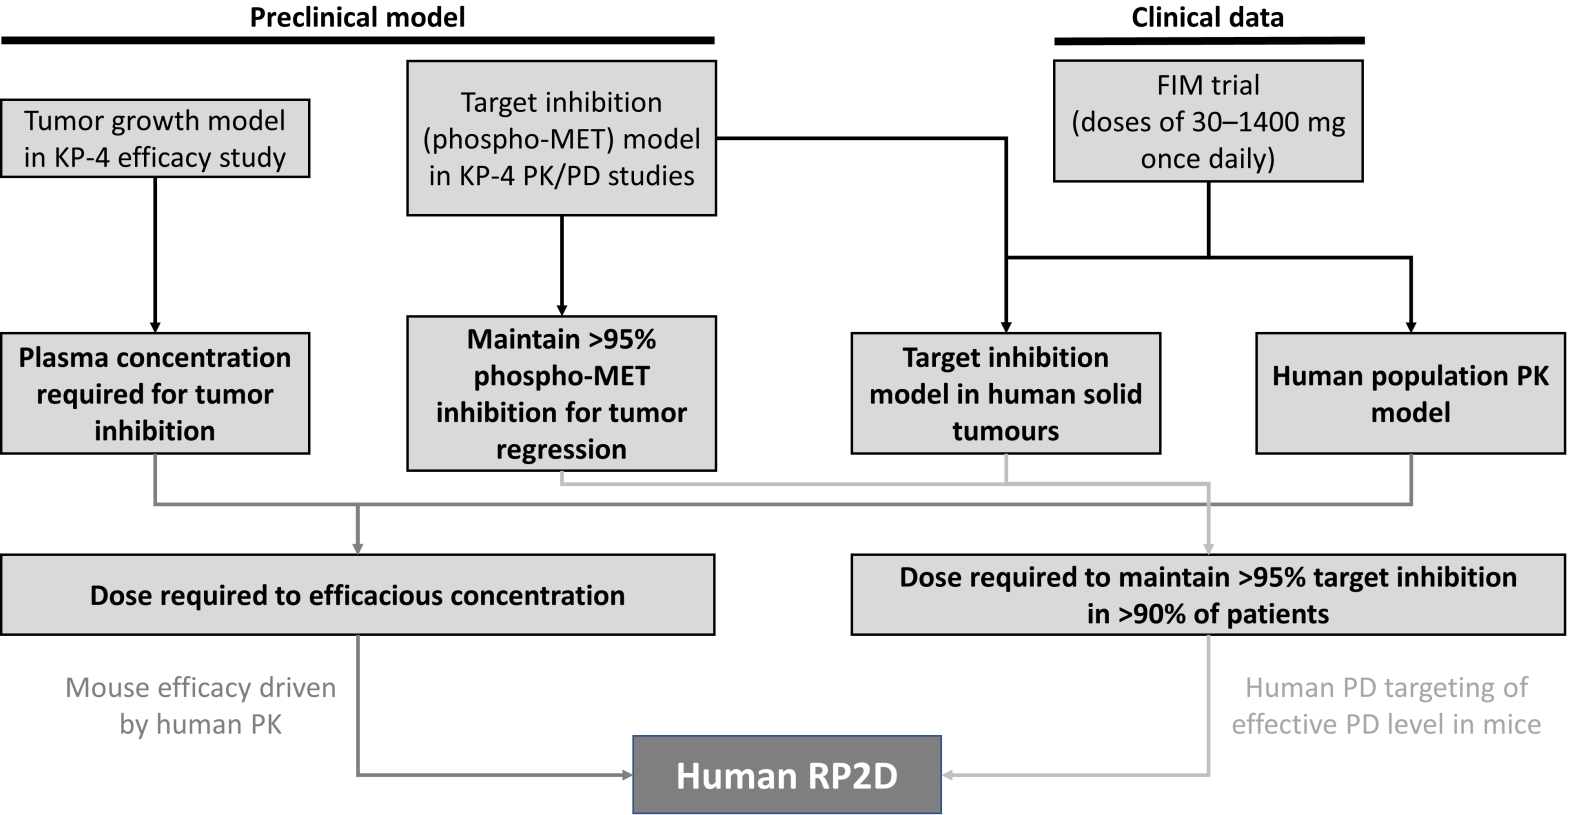 Preclinical model
Clinical data
Tumor growth model
in KP-4 efficacy study
Target inhibition
(phospho-MET) model
in KP-4 PK/PD studies
FIM trial
(doses of 30–1400 mg
once daily)
Plasma concentration
required for tumor
inhibition
Maintain >95%
phospho-MET
inhibition for tumor
regression
Target inhibition
model in human solid
tumours
Human population PK
model
Dose required to efficacious concentration
Dose required to maintain >95% target inhibition
in >90% of patients
Mouse efficacy driven
by human PK
Human PD targeting of
effective PD level in mice
Human RP2D